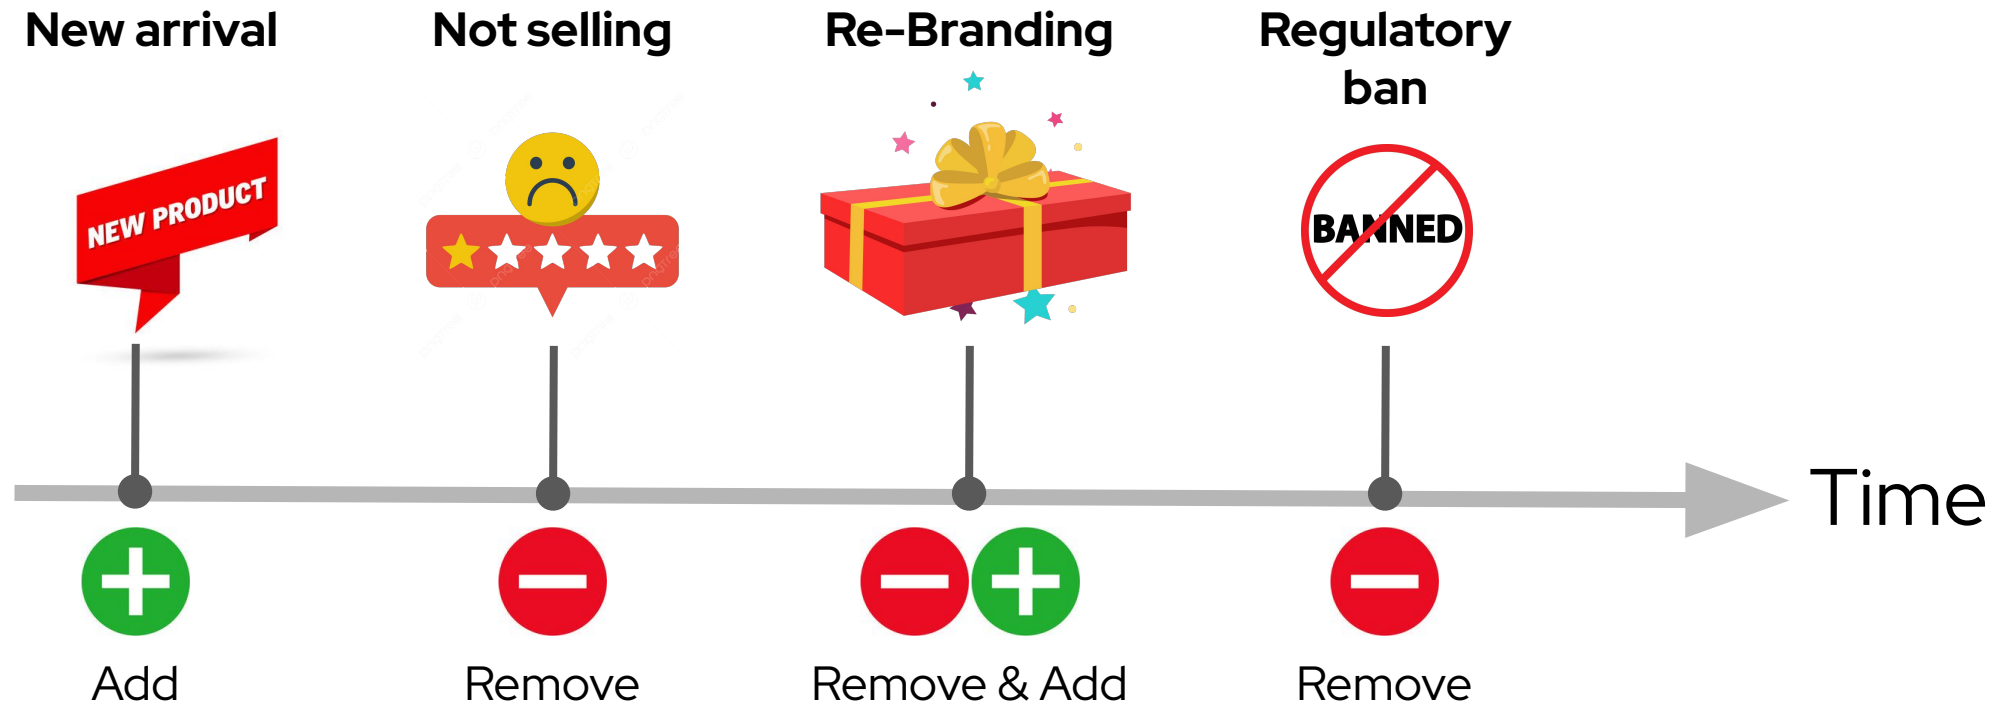 New arrival
Not selling
Re-Branding
Regulatory
ban
NEW PRODUCT
BANNED
Time
Add
Remove
Remove & Add
Remove